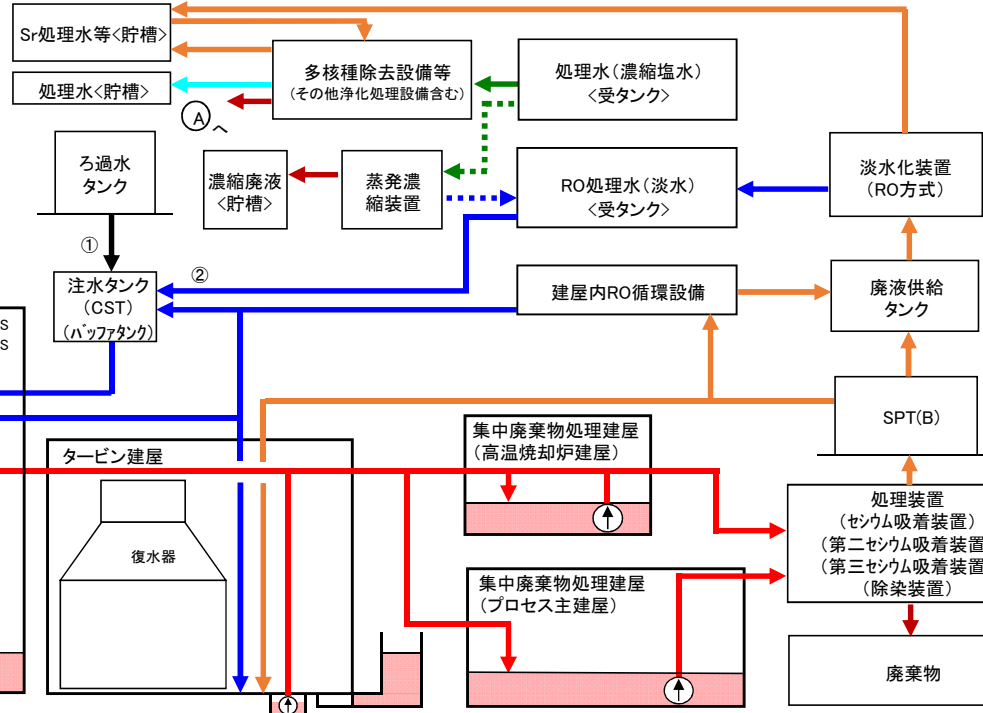 Sr処理水等<貯槽>
処理水<貯槽>
多核種除去設備等
(その他浄化処理設備含む)
処理水(濃縮塩水)
<受タンク>
A へ
ろ過水
タンク
濃縮廃液
<貯槽>
蒸発濃
縮装置
RO処理水(淡水)
<受タンク>
淡水化装置
(RO方式)
①
②
注水タンク
(CST)
(バッファタンク)
建屋内RO循環設備
廃液供給
タンク
S
S
SPT(B)
タービン建屋
復水器
集中廃棄物処理建屋
(高温焼却炉建屋)
集中廃棄物処理建屋
(プロセス主建屋)
処理装置
(セシウム吸着装置)
(第二セシウム吸着装置
(第三セシウム吸着装置
(除染装置)
廃棄物